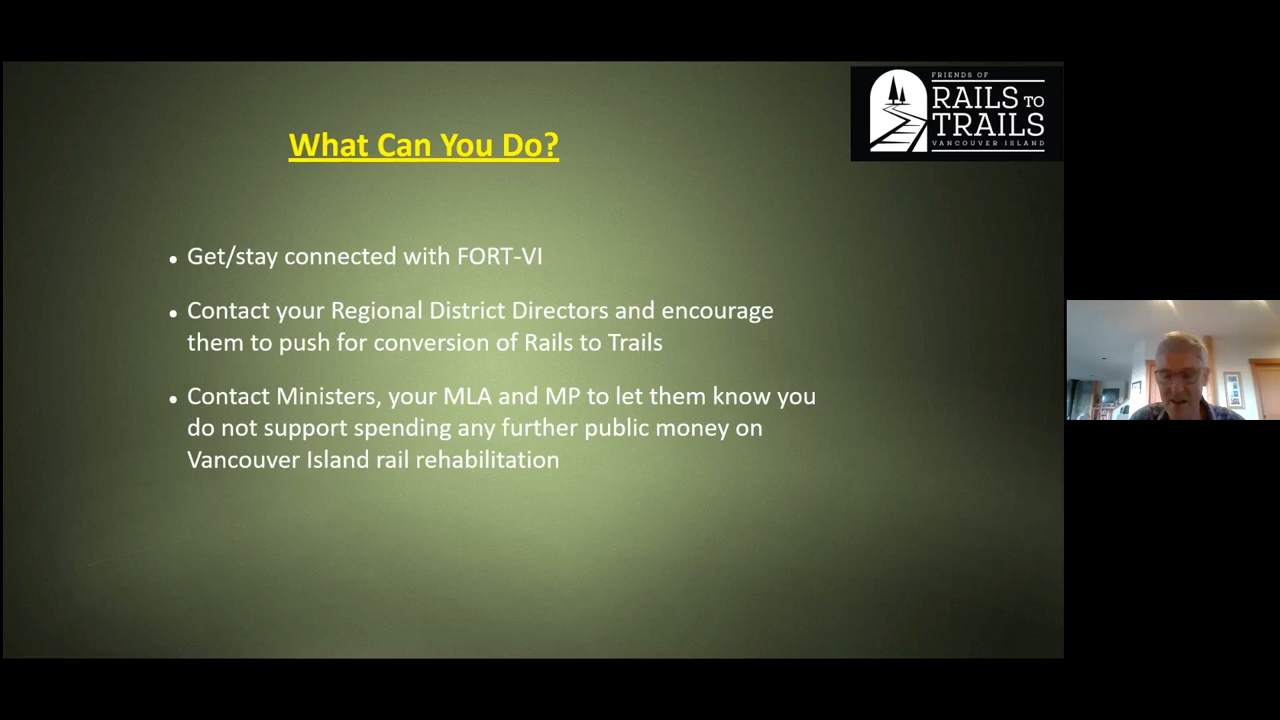 FRIENDS OF
RAILS TO
TRAILS
VANCOUVER ISLAND
What Can You Do?
• Get/stay connected with FORT-VI
• Contact your Regional District Directors and encourage
them to push for conversion of Rails to Trails
• Contact Ministers, your MLA and MP to let them know you
do not support spending any further public money on
Vancouver Island rail rehabilitation